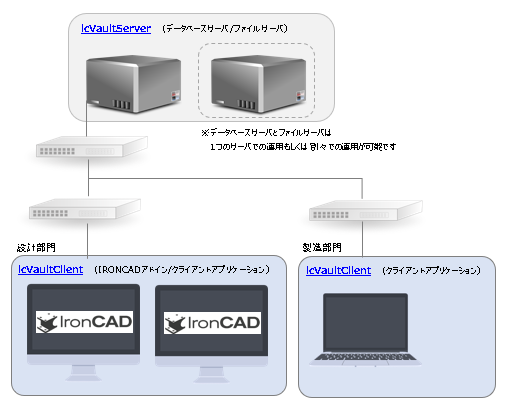 icVaultServer （データベースサーバ/ファイルサーバ）
※データベースサーバとファイルサーバは
1つのサーバでの運用もしくは別々での運用が可能です
設計部門
icVaultClient （IRONCADアドイン/クライアントアプリケーション）
IronCAD
IronCAD
製造部門
icVaultClient （クライアントアプリケーション）